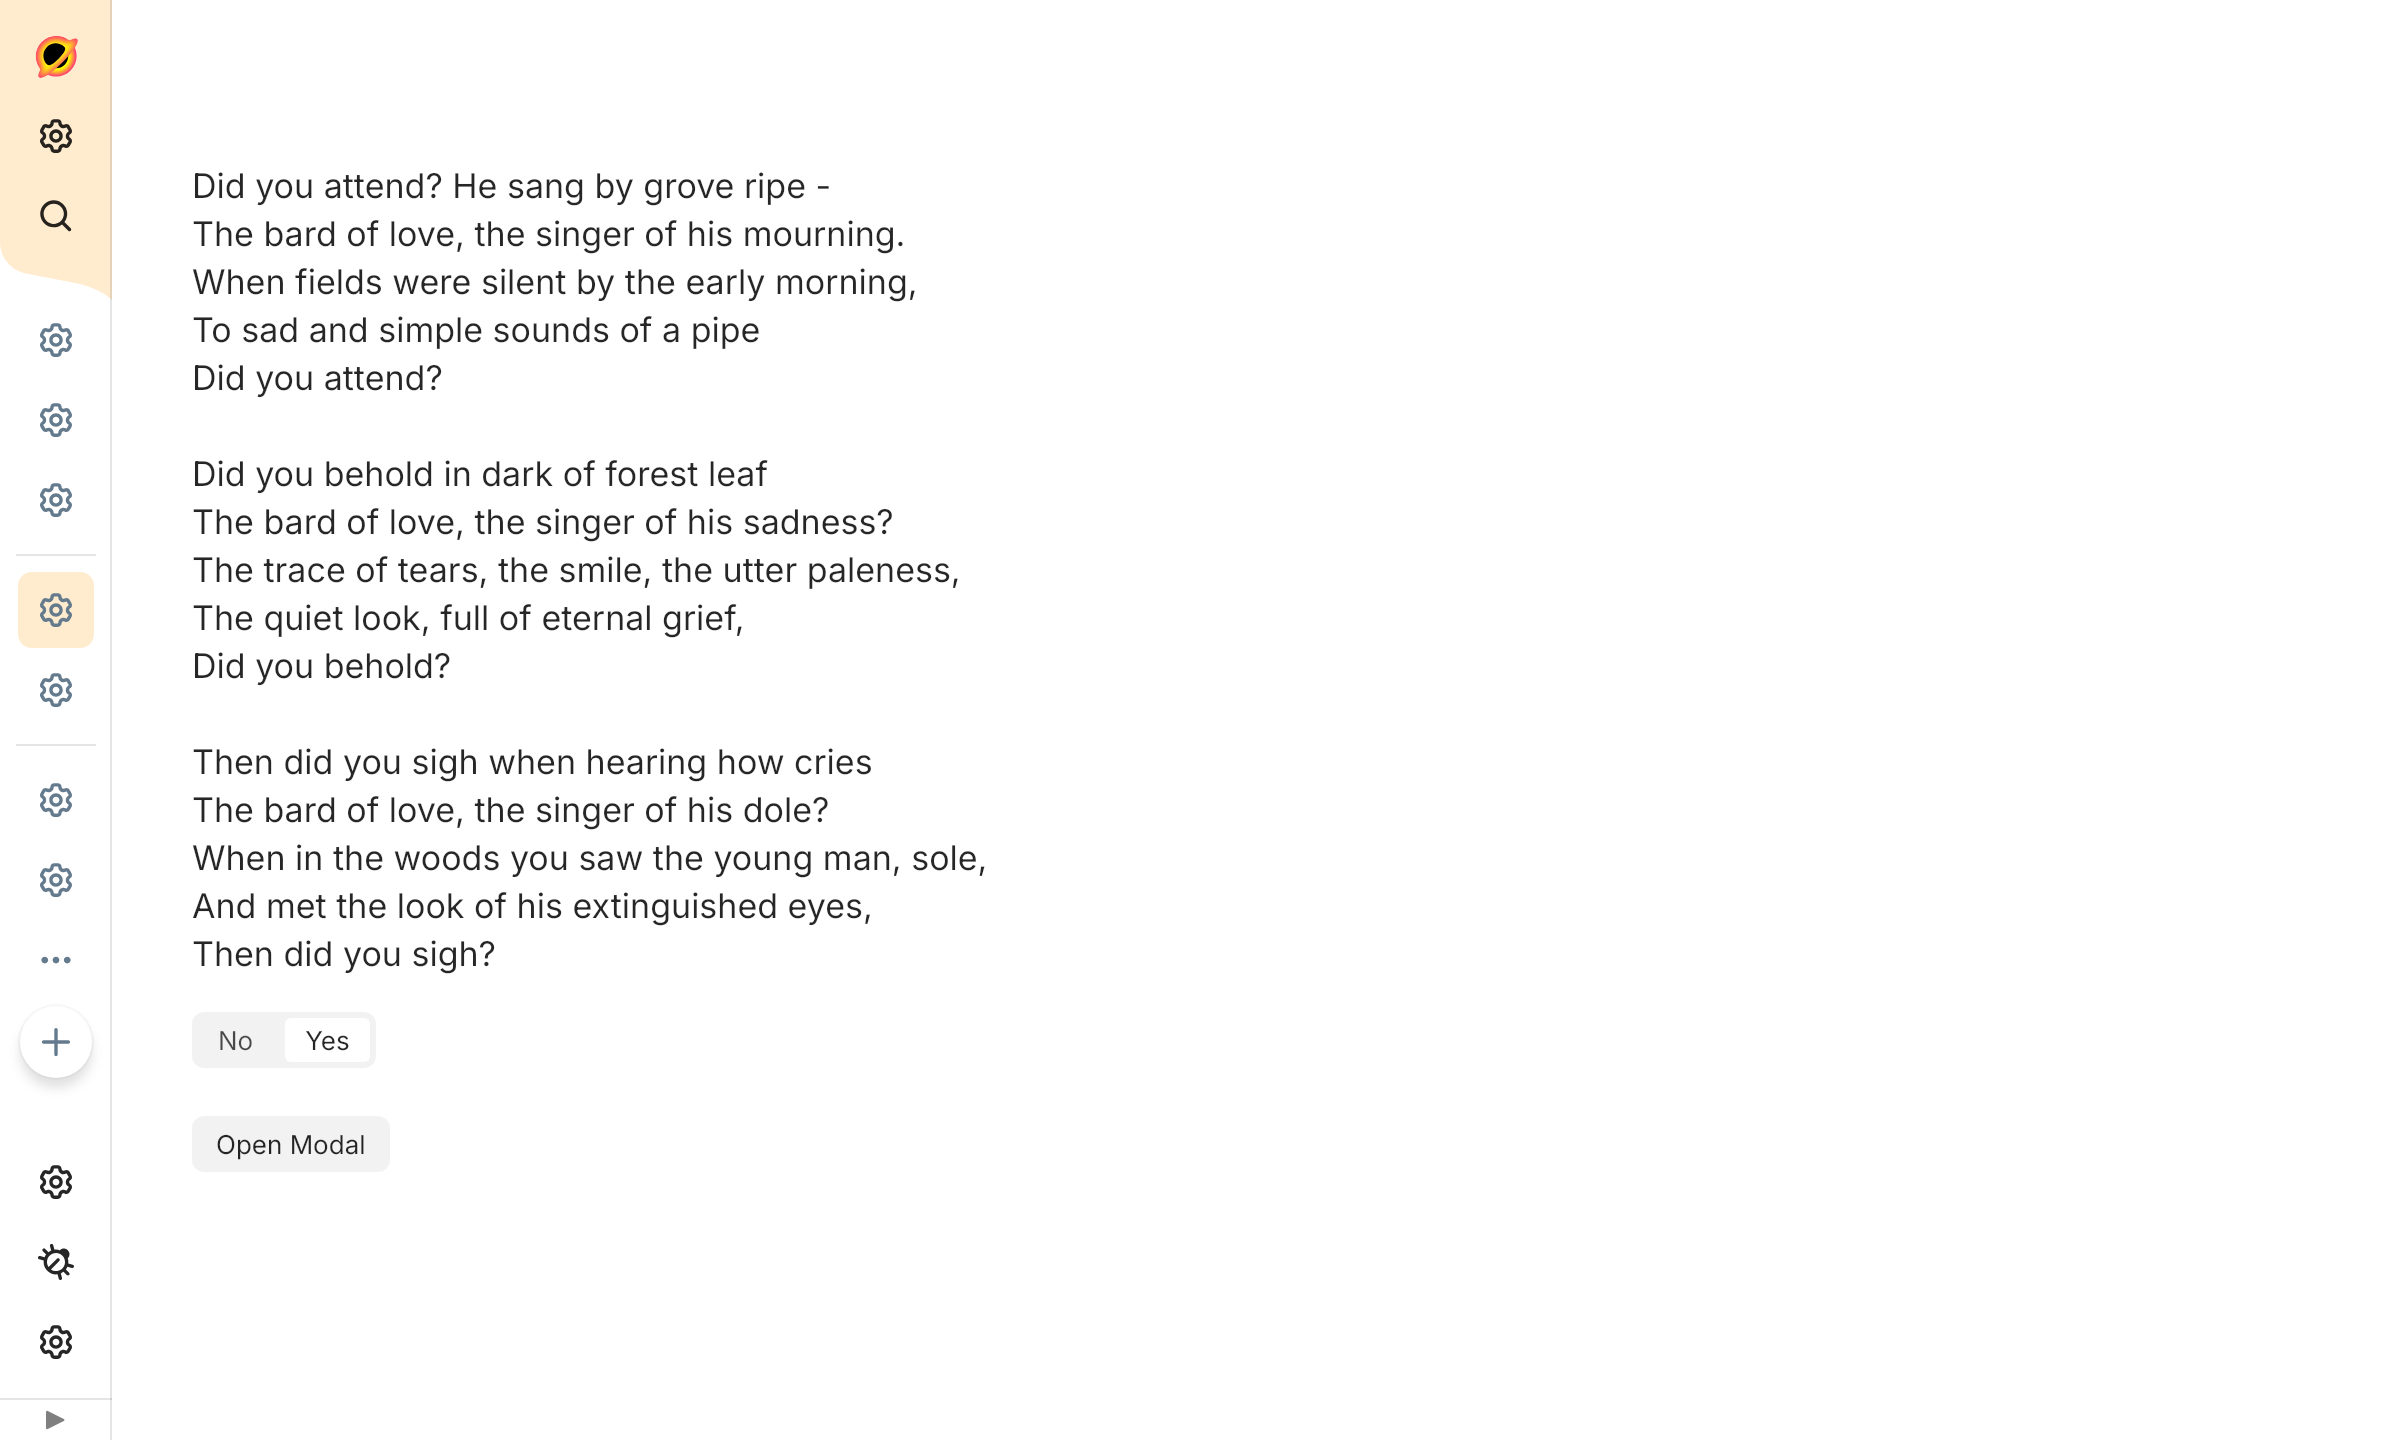 Did you attend? He sang by grove ripe -
The bard of love, the singer of his mourning.
When fields were silent by the early morning,
To sad and simple sounds of a pipe
Did you attend?
Did you behold in dark of forest leaf
The bard of love, the singer of his sadness?
The trace of tears, the smile, the utter paleness,
The quiet look, full of eternal grief,
Did you behold?
Then did you sigh when hearing how cries
The bard of love, the singer of his dole?
When in the woods you saw the young man, sole,
And met the look of his extinguished eyes,
Then did you sigh?
No Yes
Open Modal